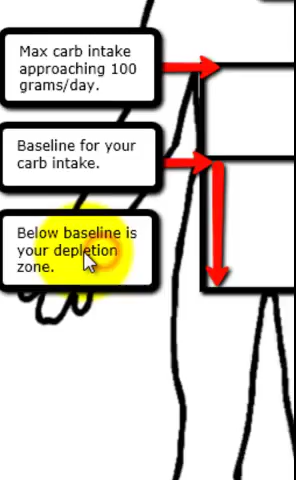 Max carb intake
approaching 100
grams/day.
Baseline for your
carb intake.
Below baseline is
your depletion
zone.